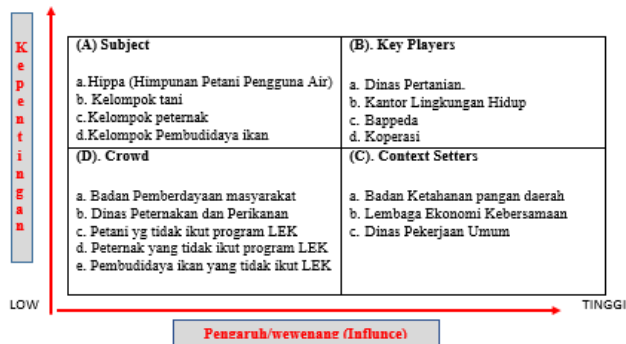 Kepentingan
(A) Subject
a.Hippa (Himpunan Petani Pengguna Air)
b. Kelompok tani
c.Kelompok peternak
d.Kelompok Pembudidaya ikan
(B). Key Players
a. Dinas Pertanian.
b. Kantor Lingkungan Hidup
c. Bappeda
d. Koperasi
(D). Crowd
a. Badan Pemberdayaan masyarakat
b. Dinas Peternakan dan Perikanan
c. Petani yg tidak ikut program LEK
d. Peternak yang tidak ikut program LEK
e. Pembudidaya ikan yang tidak ikut LEK
(C). Context Setters
a. Badan Ketahanan pangan daerah
b. Lembaga Ekonomi Kebersamaan
c. Dinas Pekerjaan Umum
LOW
TINGGI
Pengaruh/wewenang (Influnce)